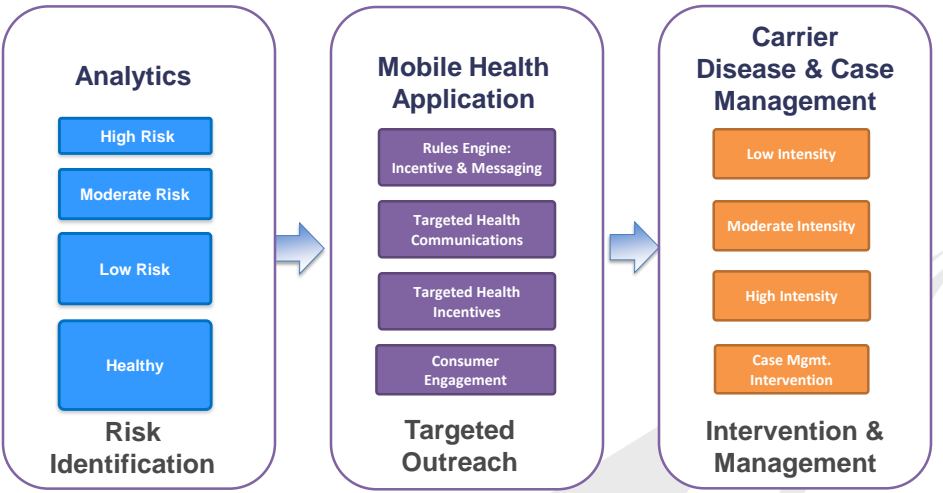 Analytics
High Risk
Moderate Risk
Low Risk
Healthy
Risk
Identification
Mobile Health
Application
Rules Engine:
Incentive & Messaging
Targeted Health
Communications
Targeted Health
Incentives
Consumer
Engagement
Targeted
Outreach
Carrier
Disease & Case
Management
Low Intensity
Moderate Intensity
High Intensity
Case Mgmt.
Intervention
Intervention &
Management